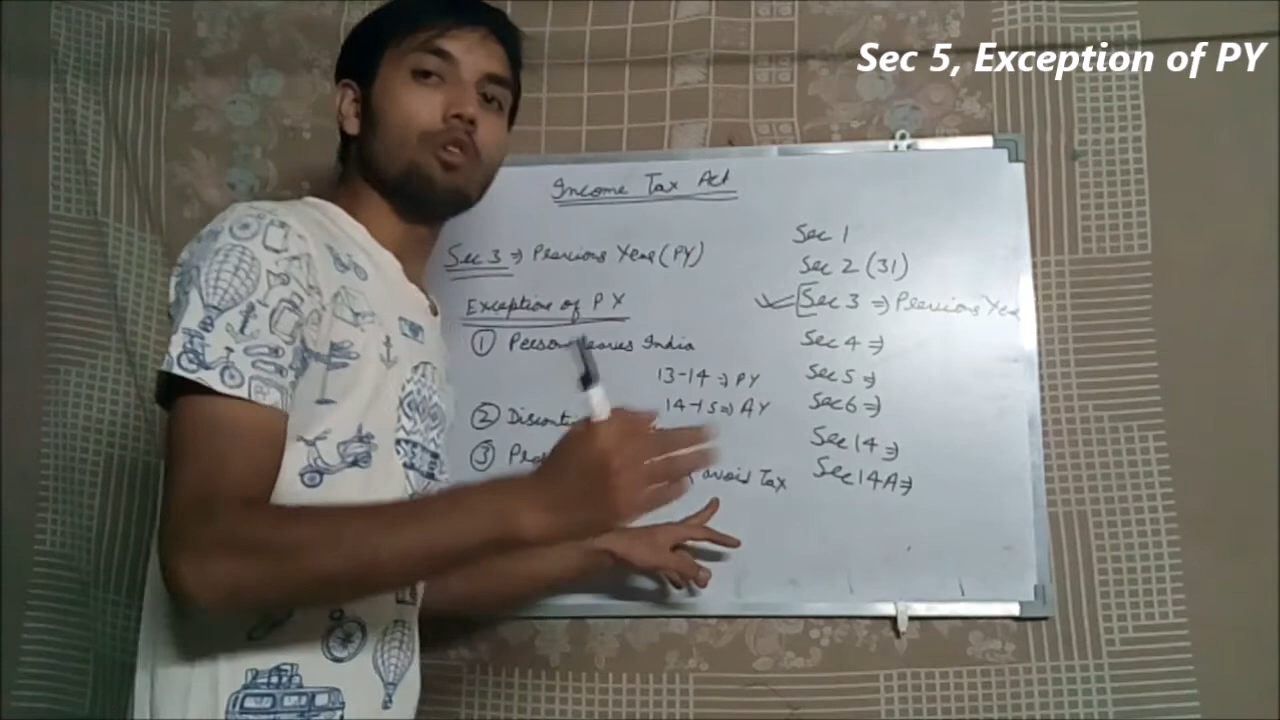 Sec 5, Exception of PY
Income Tax Act
Sec 3 ⇒ Previous Year (PY)
Exception of PY
① Person leaves India
13-14 ⇒ PY
14-15 ⇒ AY
②
③
avoid Tax
Sec 1
Sec 2 (31)
Sec 3 ⇒ Previous Year
Sec 4 ⇒
Sec 5 ⇒
Sec 6 ⇒
Sec 14 ⇒
Sec 14A ⇒